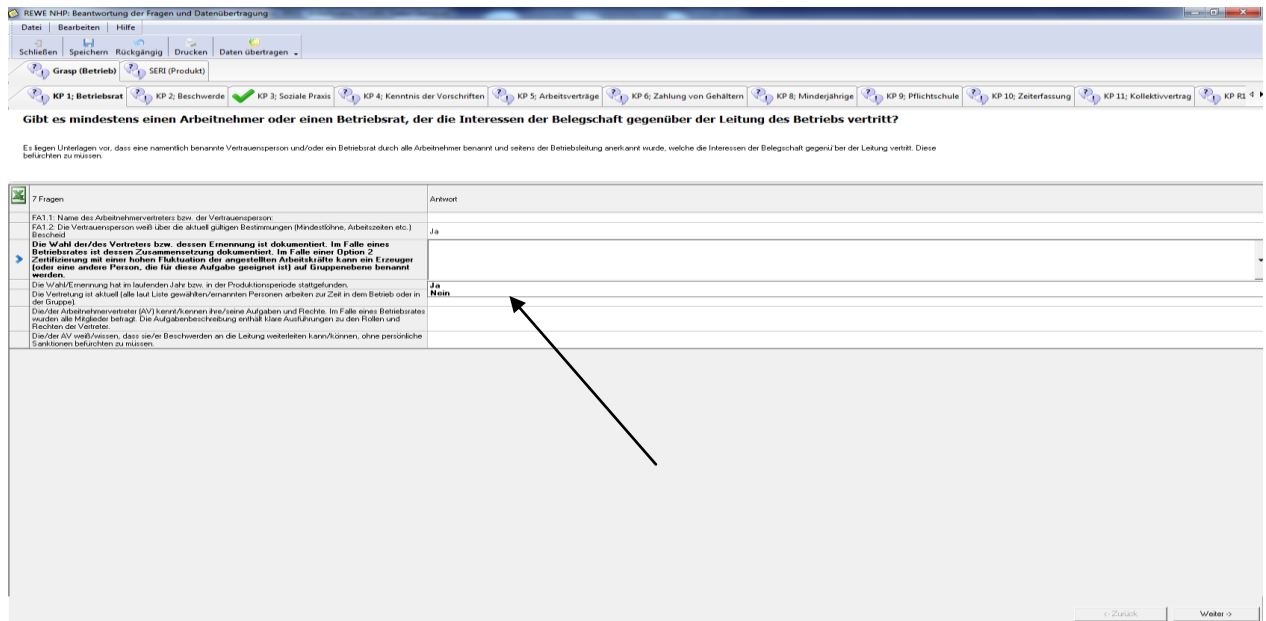 REWE NHP: Beantwortung der Fragen und Datenübertragung
Datei Bearbeiten Hilfe
Schließen Speichern Rückgängig Drucken Daten übertragen
Grasp (Betrieb) SERI (Produkt)
KP 1; Betriebsrat KP 2; Beschwerde KP 3; Soziale Praxis KP 4; Kenntnis der Vorschriften KP 5; Arbeitsverträge KP 6; Zahlung von Gehältern KP 8; Minderjährige KP 9; Pflichtschule KP 10; Zeiterfassung KP 11; Kollektivvertrag KP R1
Gibt es mindestens einen Arbeitnehmer oder einen Betriebsrat, der die Interessen der Belegschaft gegenüber der Leitung des Betriebs vertritt?
Es liegen Unterlagen vor, dass eine namentlich benannte Vertrauensperson und/oder ein Betriebsrat durch alle Arbeitnehmer benannt und seitens der Betriebsleitung anerkannt wurde, welche die Interessen der Belegschaft gegenü'ber der Leitung vertritt. Diese
befürchten zu müssen.
7 Fragen Antwort
FA1.1: Name des Arbeitnehmervertreters bzw. der Vertrauensperson:
FA1.2: Die Vertrauensperson weiß über die aktuell gültigen Bestimmungen (Mindestlöhne, Arbeitszeiten etc.)
Bescheid Ja
Die Wahl der/des Vertreters bzw. dessen Ernennung ist dokumentiert. Im Falle eines
Betriebsrates ist dessen Zusammensetzung dokumentiert. Im Falle einer Option 2
Zertifizierung mit einer hohen Fluktuation der angestellten Arbeitskräfte kann ein Erzeuger
(oder eine andere Person, die für diese Aufgabe geeignet ist) auf Gruppenebene benannt
werden.
Die Wahl/Ernennung hat im laufenden Jahr bzw. in der Produktionsperiode stattgefunden. Ja
Die Vertretung ist aktuell (alle laut Liste gewählten/ernannten Personen arbeiten zur Zeit in dem Betrieb oder in Nein
der Gruppe).
Die/der Arbeitnehmervertreter (AV) kennt/kennen ihre/seine Aufgaben und Rechte. Im Falle eines Betriebsrates
wurden alle Mitglieder befragt. Die Aufgabenbeschreibung enthält klare Ausführungen zu den Rollen und
Rechten der Vertreter.
Die/der AV weiß/wissen, dass sie/er Beschwerden an die Leitung weiterleiten kann/können, ohne persönliche
Sanktionen befürchten zu müssen.
<- Zurück Weiter ->